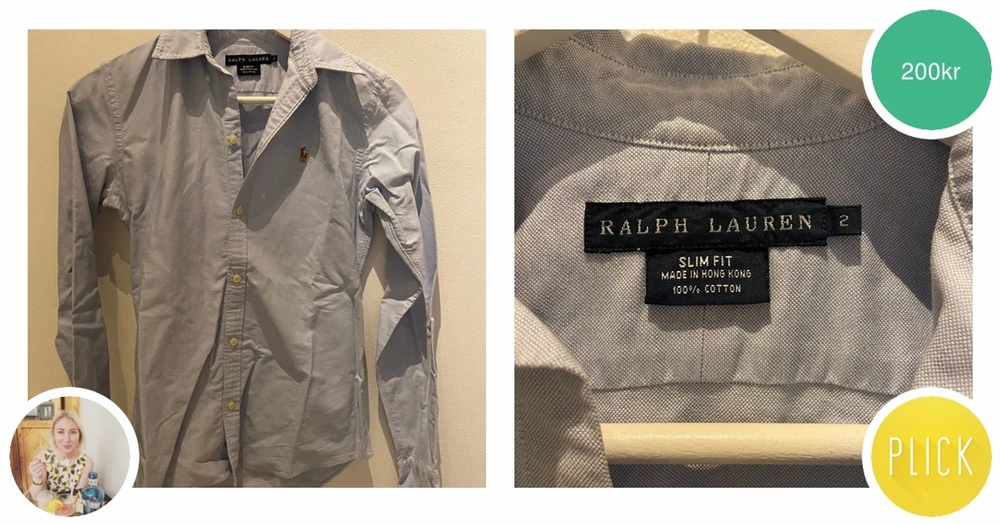 200kr
RALPH LAUREN
RALPH LAUREN 2
SLIM FIT
MADE IN HONG KONG
100% COTTON
PLICK